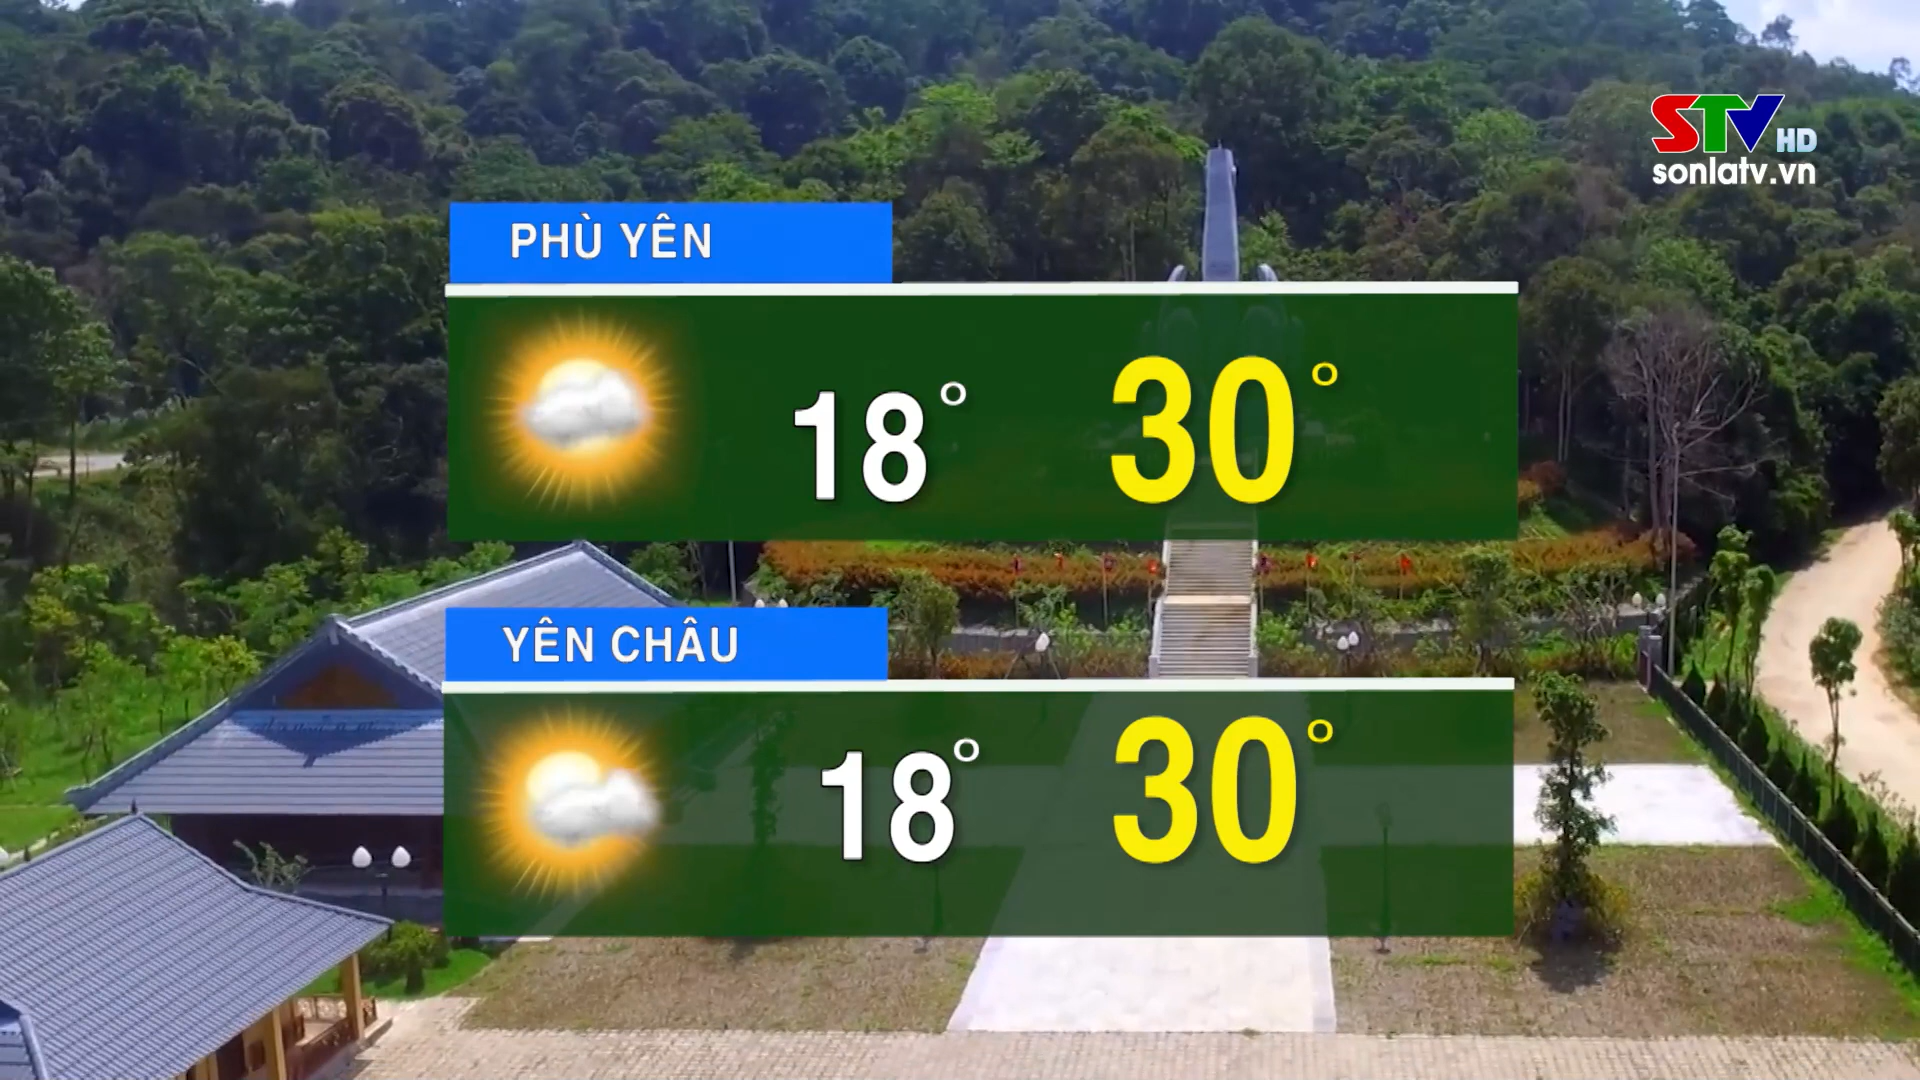 STV HD
sonlatv.vn
PHÙ YÊN
18° 30°
YÊN CHÂU
18° 30°